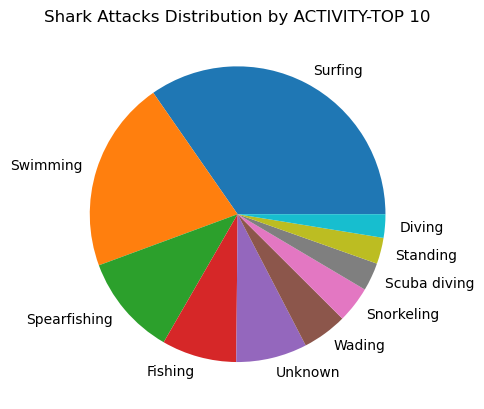 Shark Attacks Distribution by ACTIVITY-TOP 10
Surfing
Swimming
Spearfishing
Fishing
Unknown
Wading
Snorkeling
Scuba diving
Standing
Diving